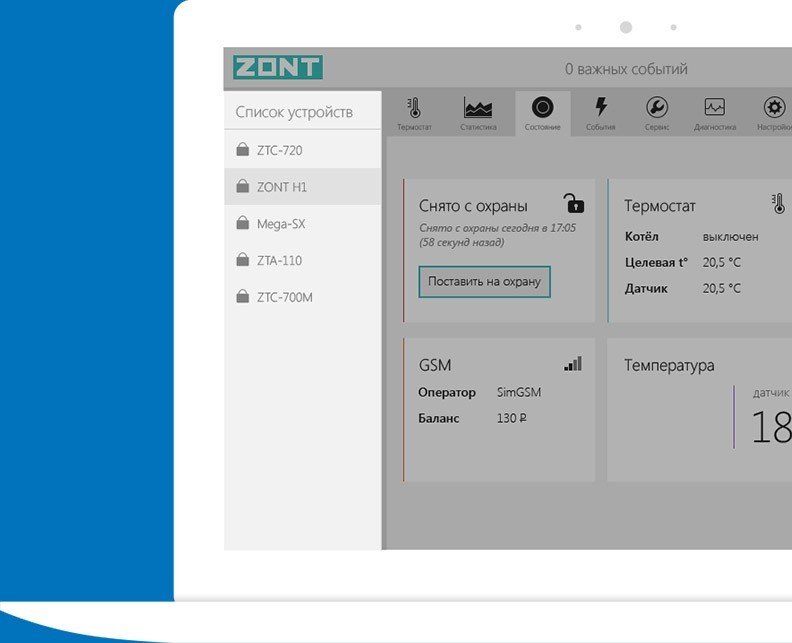 ZONT
0 важных событий
Список устройств
Термостат Статистика Состояние События Сервис Диагностика Настройки
ZTC-720
ZONT H1
Mega-SX
ZTA-110
ZTC-700M
Снято с охраны
Снято с охраны сегодня в 17:05
(58 секунд назад)
Поставить на охрану
Термостат
Котёл выключен
Целевая t° 20,5 °C
Датчик 20,5 °C
GSM
Оператор SimGSM
Баланс 130 ₽
Температура
датчик
18